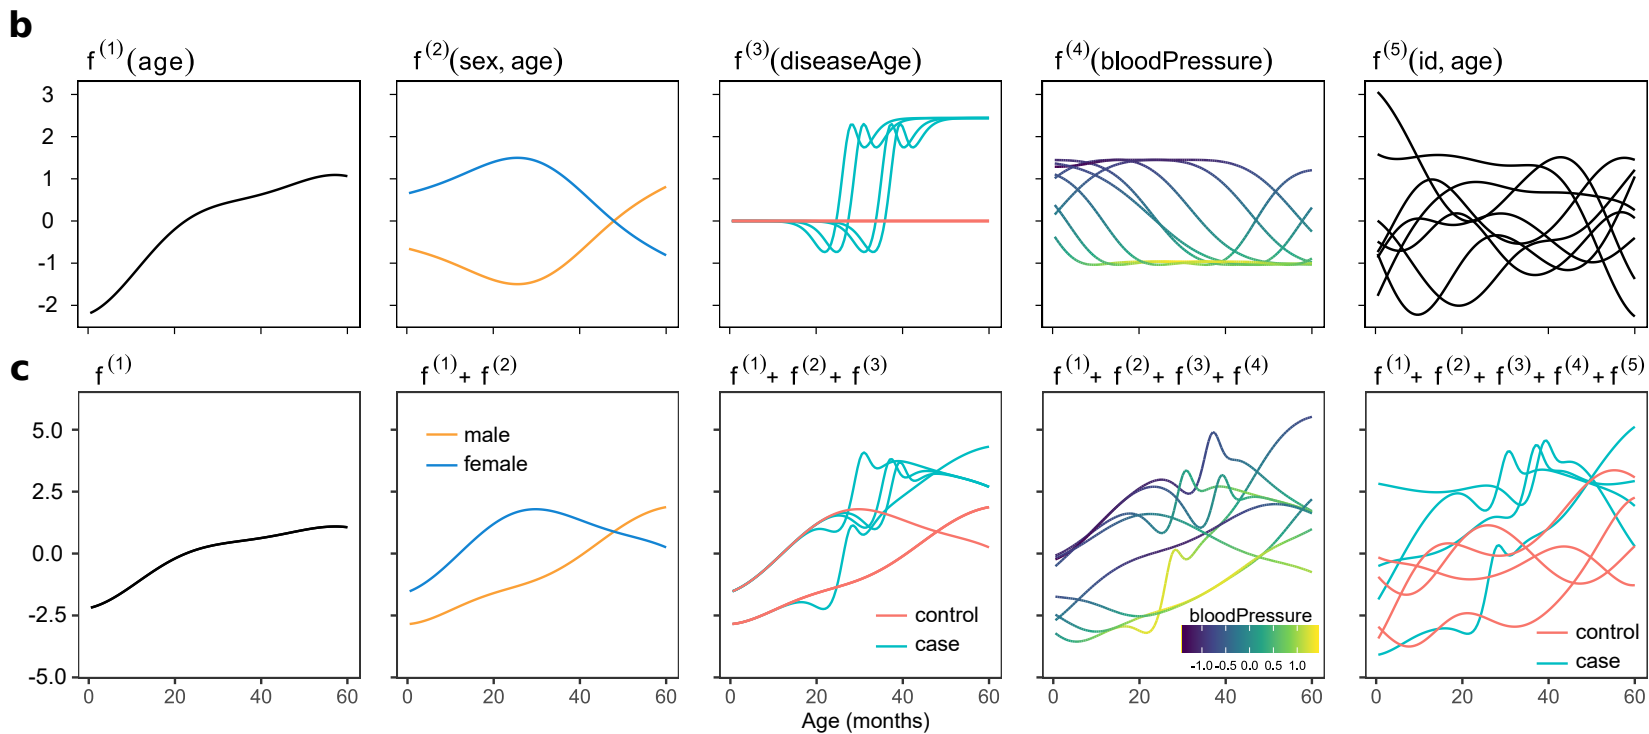 b
f(1)(age) f(2)(sex, age) f(3)(diseaseAge) f(4)(bloodPressure) f(5)(id, age)
3
2
1
0
-1
-2
c
f(1) f(1)+ f(2) f(1)+ f(2)+ f(3) f(1)+ f(2)+ f(3)+ f(4) f(1)+ f(2)+ f(3)+ f(4)+ f(5)
5.0
2.5
0.0
-2.5
-5.0
male
female
control
case
bloodPressure
-1.0 -0.5 0.0 0.5 1.0
control
case
0 20 40 60 0 20 40 60 0 20 40 60 0 20 40 60 0 20 40 60
Age (months)